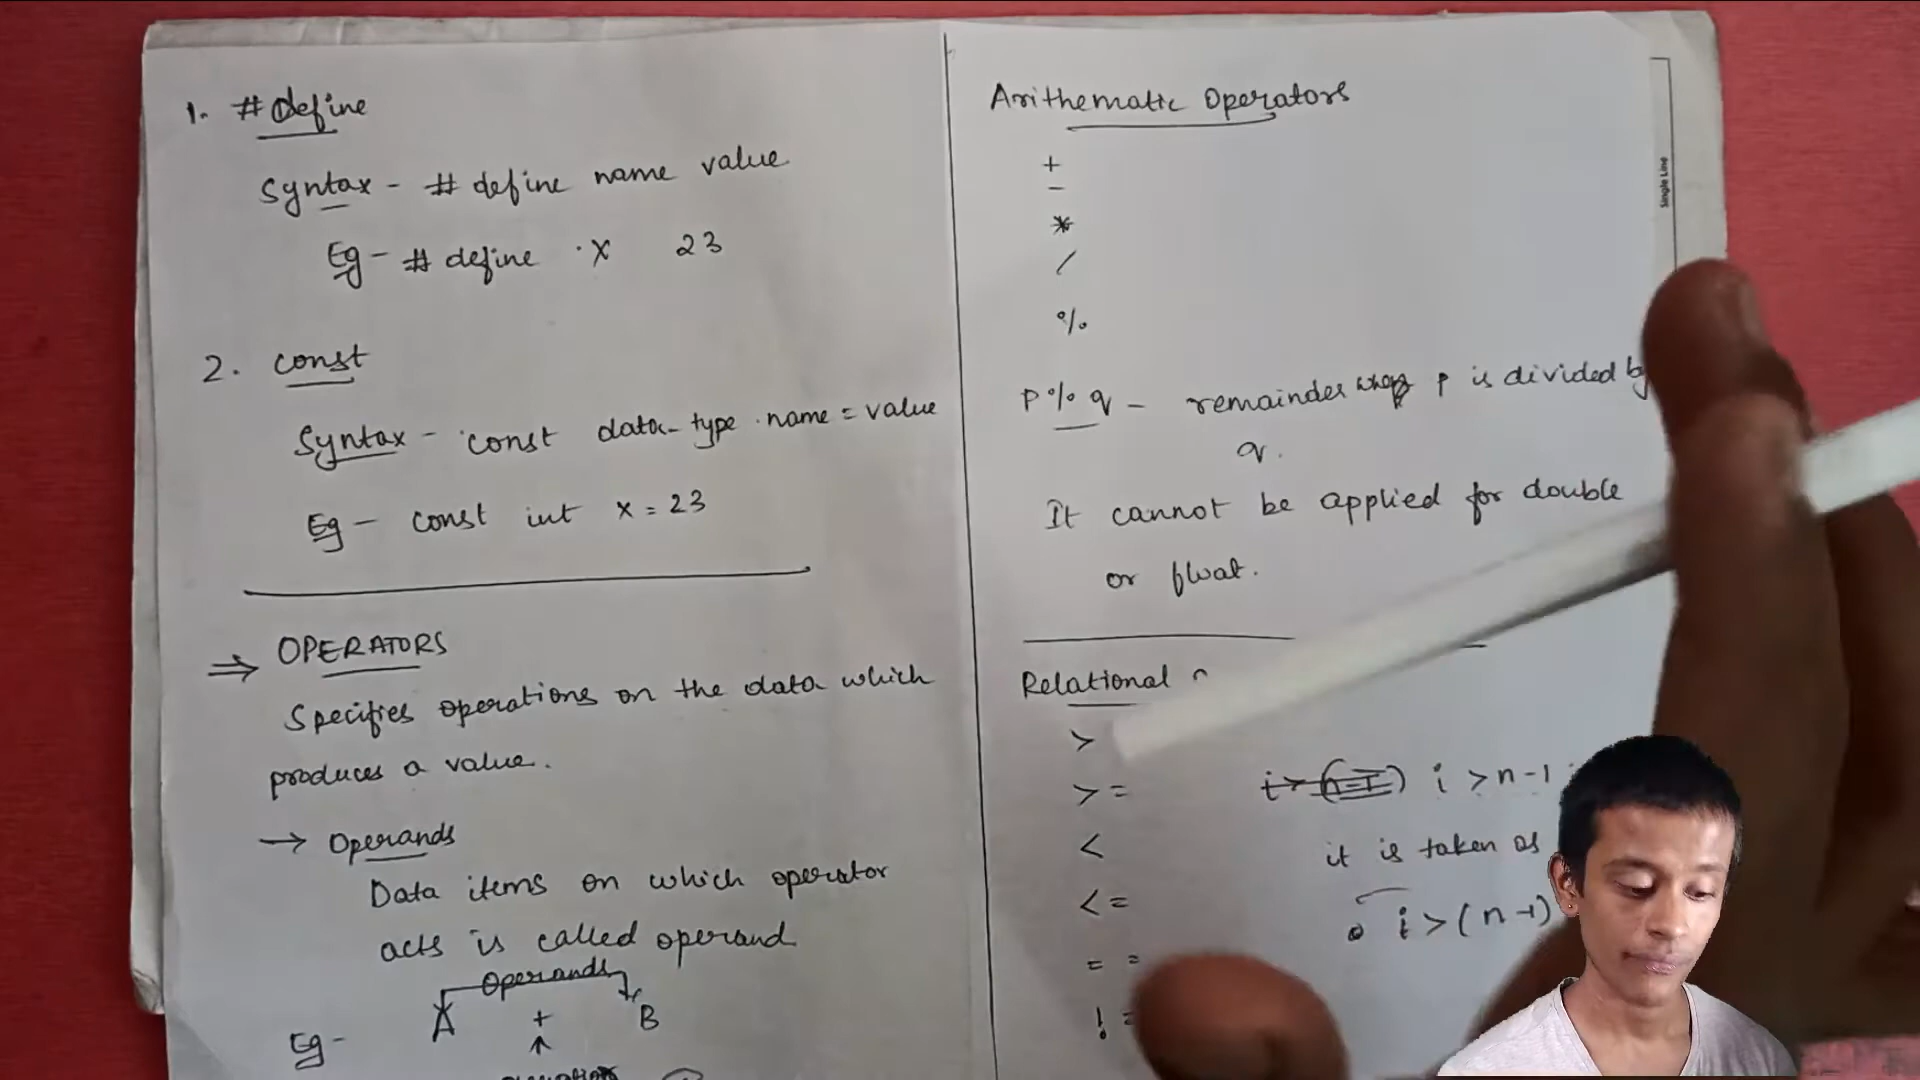 1. #define
Syntax - # define name value
Eg - # define X 23
2. const
Syntax - const data-type name = value
Eg - const int x = 23
⇒ OPERATORS
Specifies operations on the data which
produces a value.
→ Operands
Data items on which operator
acts is called operand
Operands
Eg - A + B
Arithematic Operators
+
-
*
/
%
P % q - remainder p is divided by
q.
It cannot be applied for double
or float.
Relational
>
>=
<
<=
= =
! =
i > n-1
it is taken as
i > (n-1)
Single Line